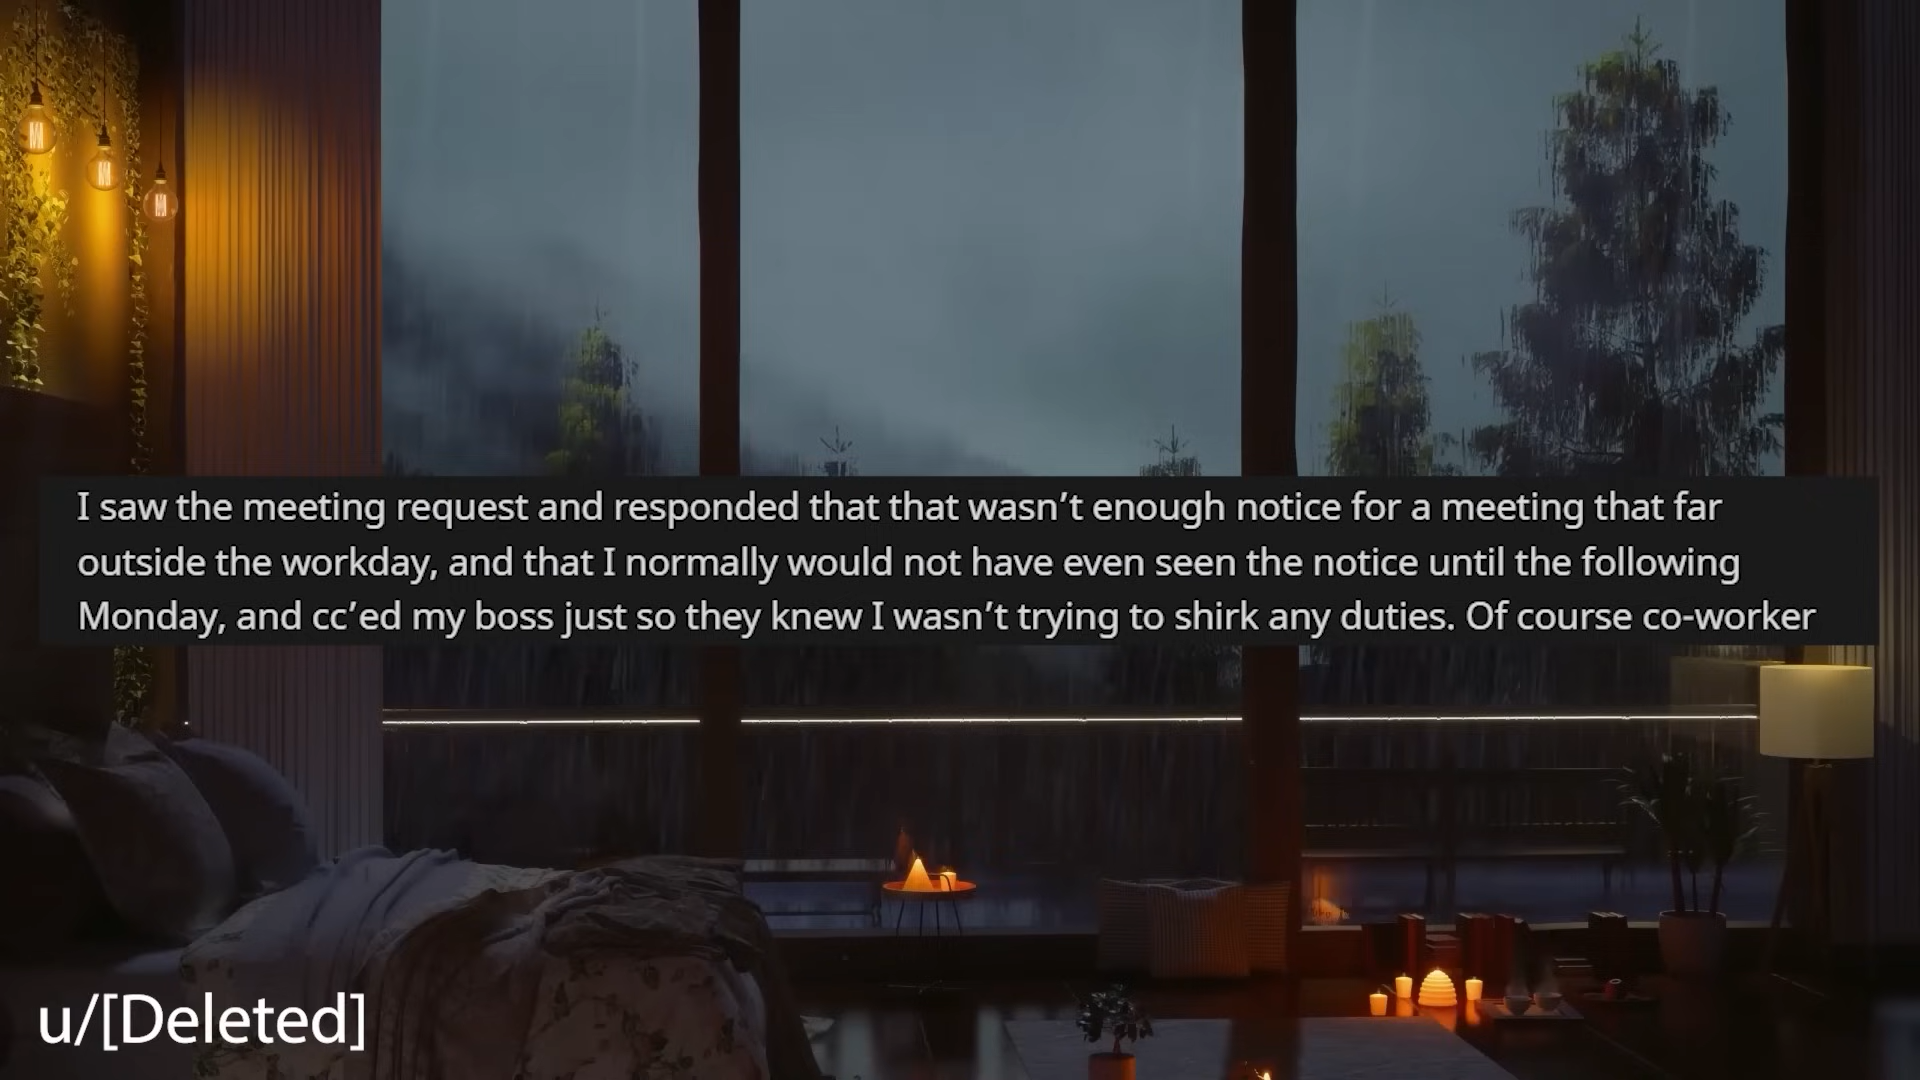 I saw the meeting request and responded that that wasn’t enough notice for a meeting that far
outside the workday, and that I normally would not have even seen the notice until the following
Monday, and cc’ed my boss just so they knew I wasn’t trying to shirk any duties. Of course co-worker
u/[Deleted]